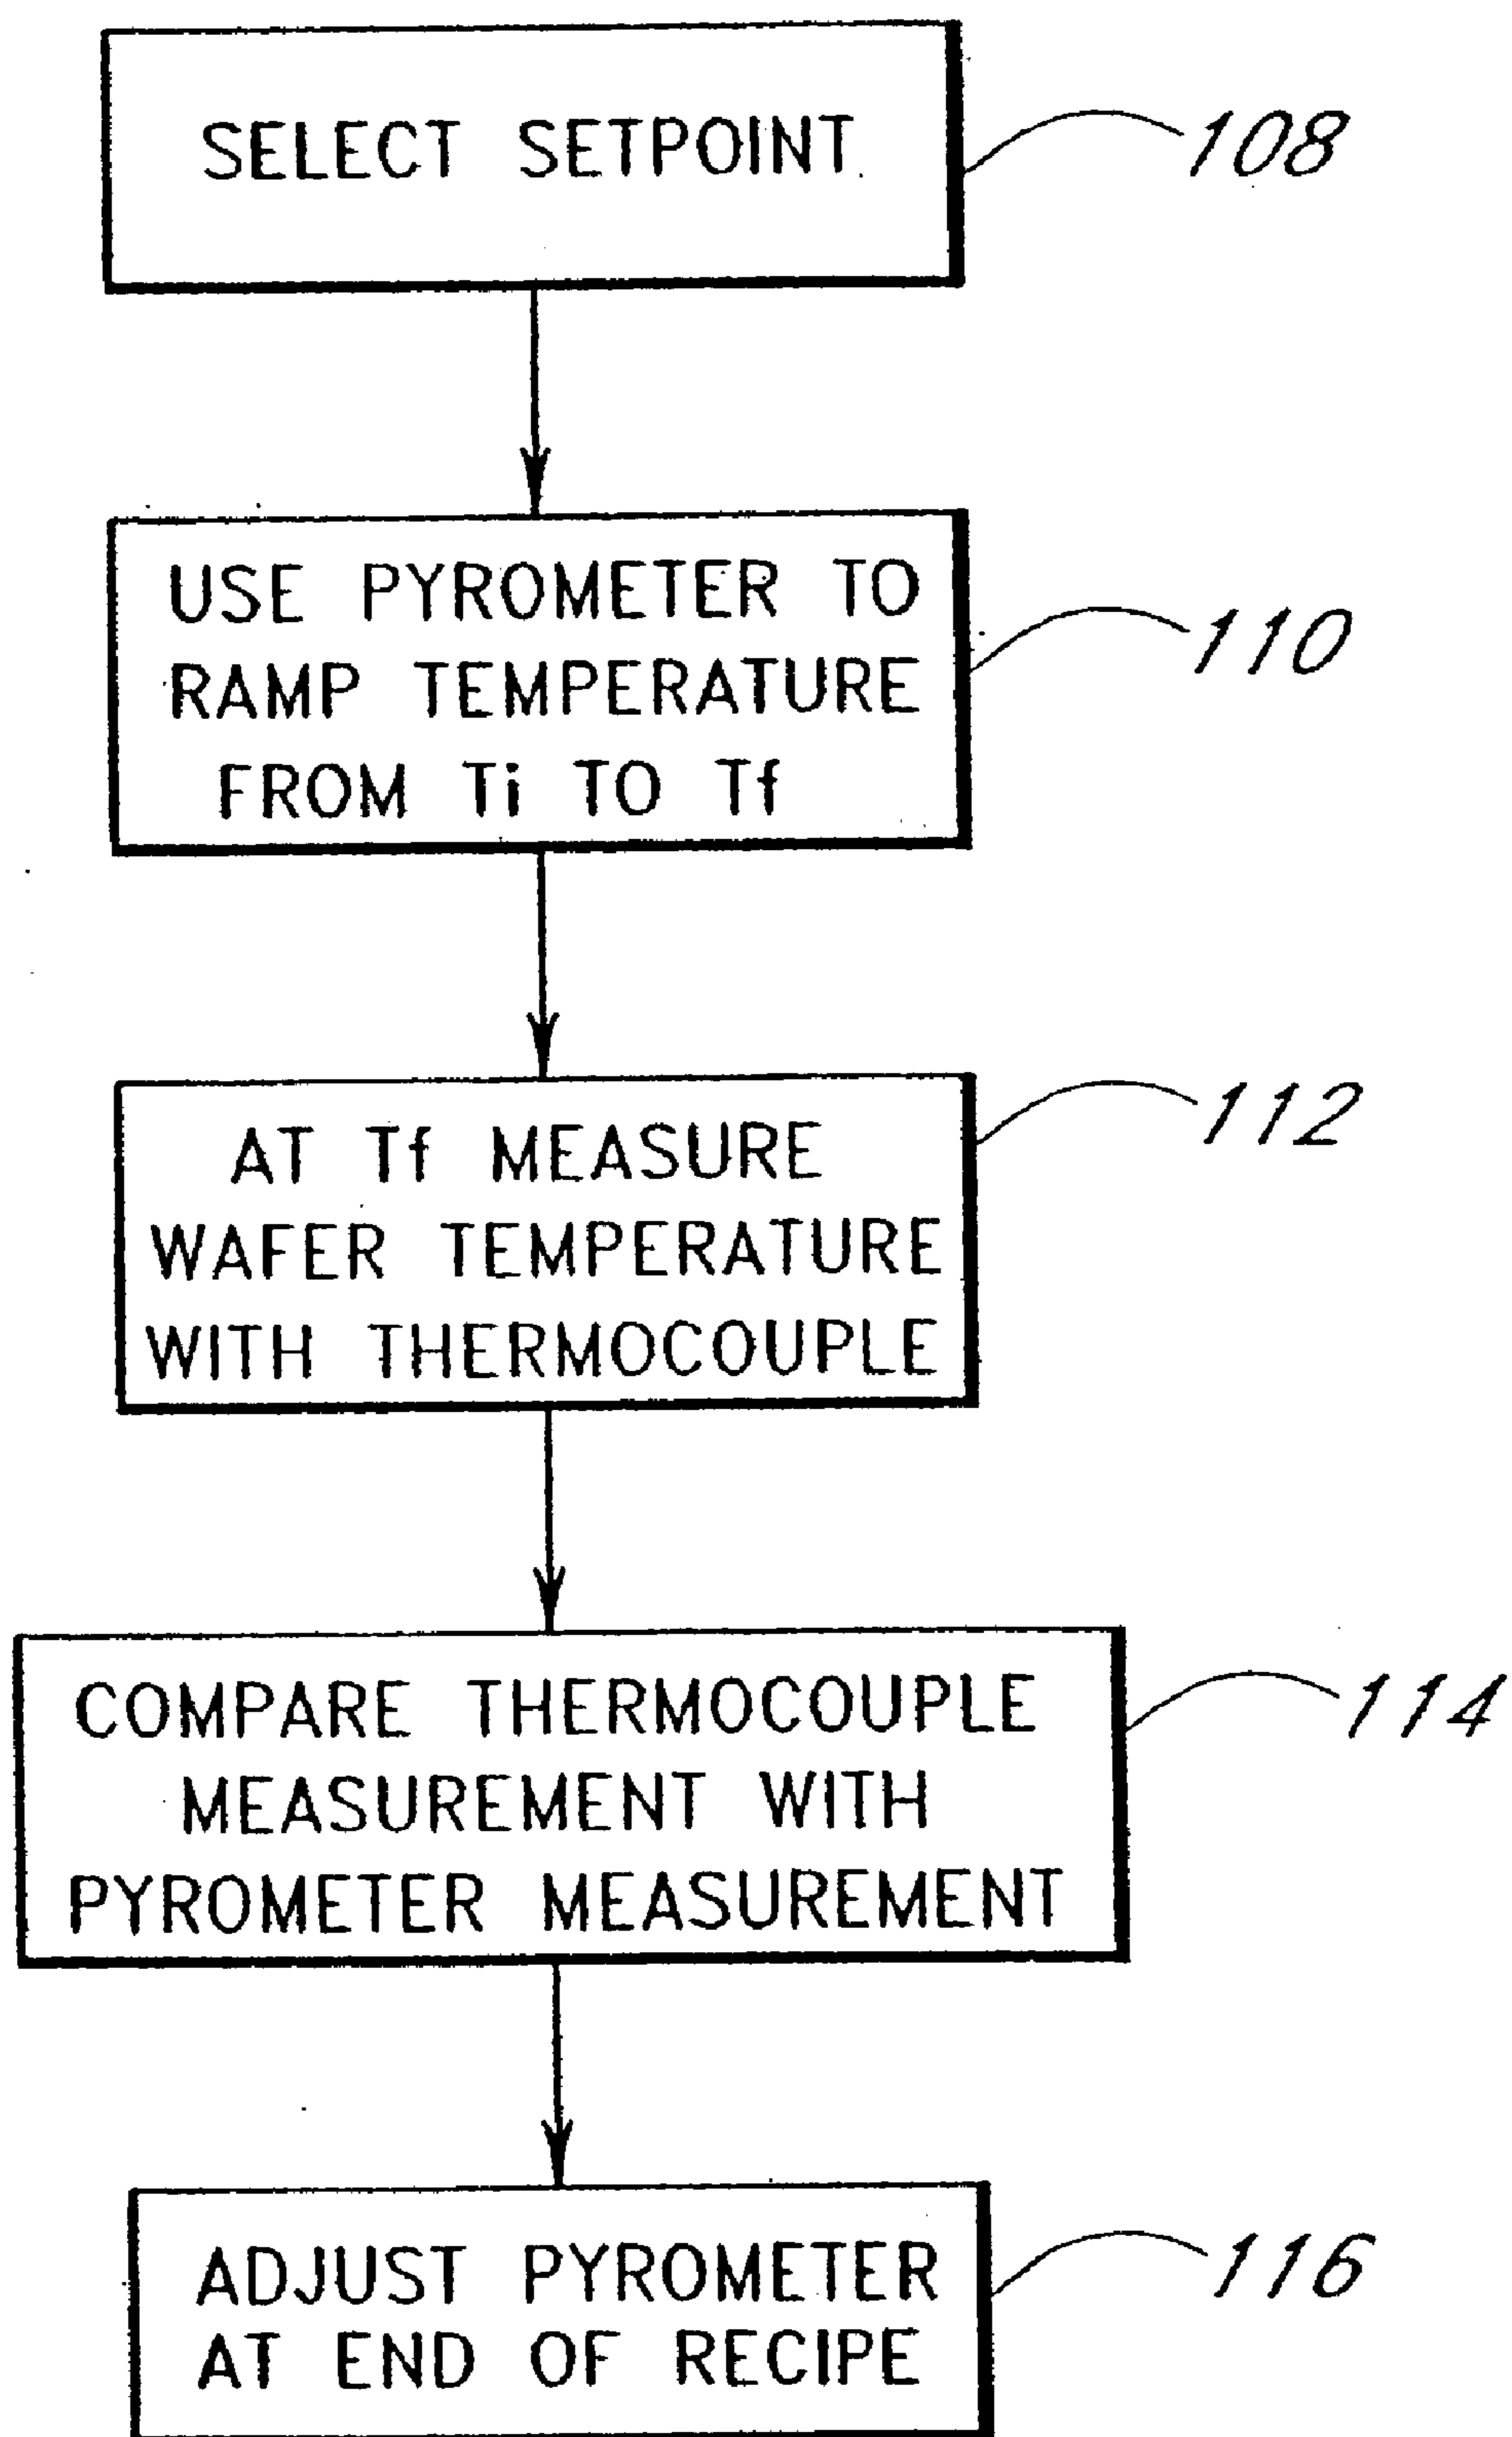 SELECT SETPOINT
108
USE PYROMETER TO
RAMP TEMPERATURE
FROM Ti TO Tf
110
AT Tf MEASURE
WAFER TEMPERATURE
WITH THERMOCOUPLE
112
COMPARE THERMOCOUPLE
MEASUREMENT WITH
PYROMETER MEASUREMENT
114
ADJUST PYROMETER
AT END OF RECIPE
116